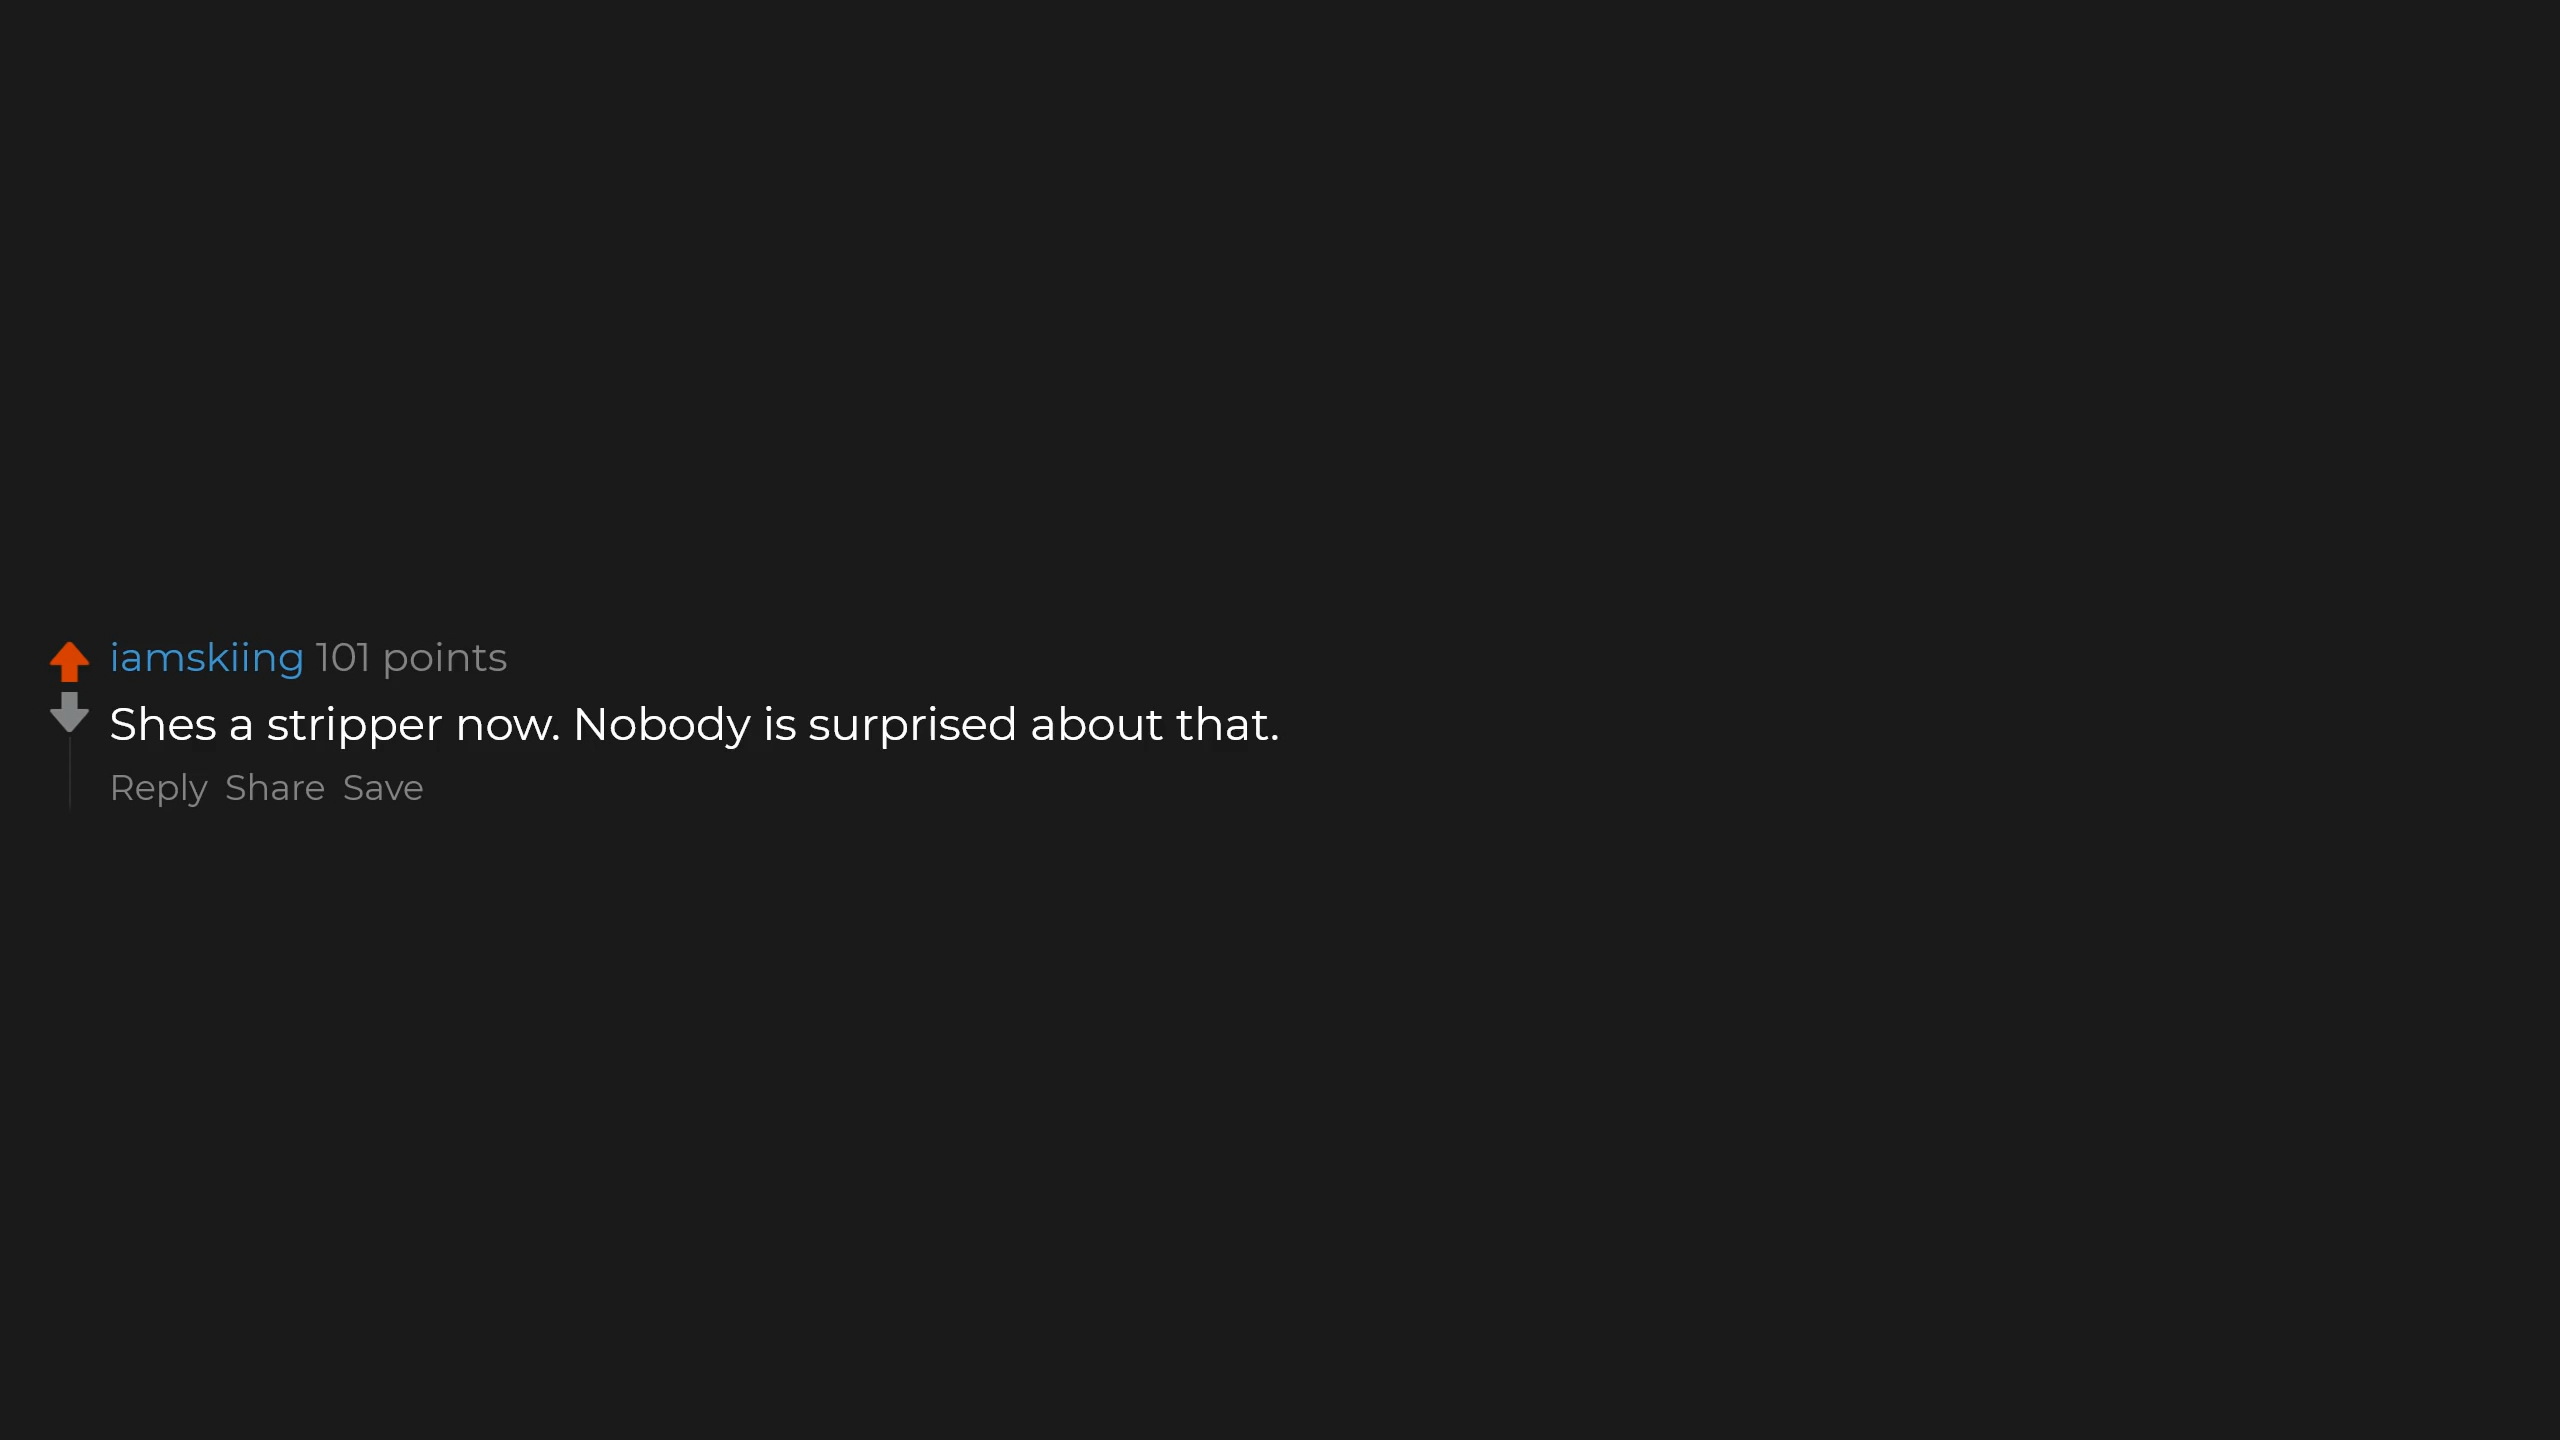 iamskiing 101 points
Shes a stripper now. Nobody is surprised about that.
Reply Share Save